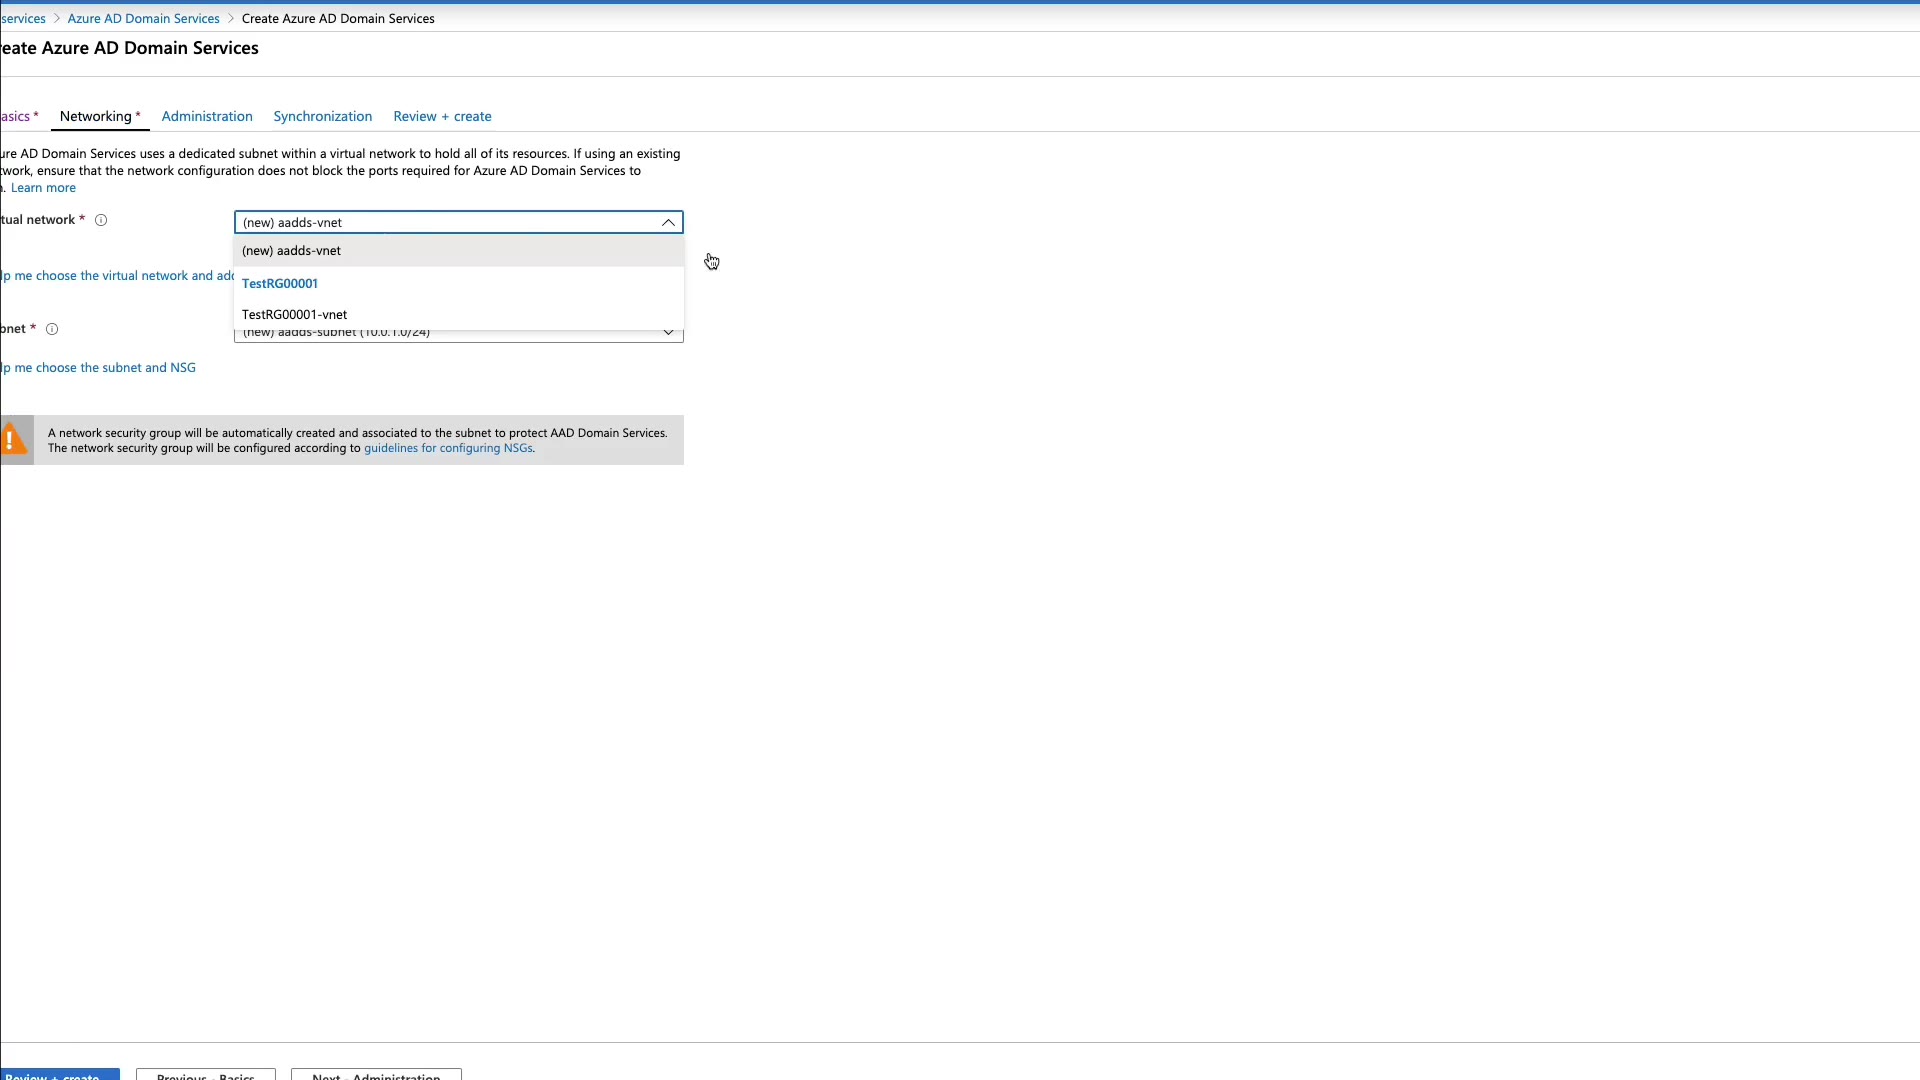 services > Azure AD Domain Services > Create Azure AD Domain Services
eate Azure AD Domain Services
asics * Networking * Administration Synchronization Review + create
ure AD Domain Services uses a dedicated subnet within a virtual network to hold all of its resources. If using an existing
twork, ensure that the network configuration does not block the ports required for Azure AD Domain Services to
n. Learn more
tual network * (new) aadds-vnet
(new) aadds-vnet
lp me choose the virtual network and add
TestRG00001
TestRG00001-vnet
bnet * (new) aadds-subnet (10.0.1.0/24)
lp me choose the subnet and NSG
A network security group will be automatically created and associated to the subnet to protect AAD Domain Services.
The network security group will be configured according to guidelines for configuring NSGs.
Review + create Previous - Basics Next - Administration